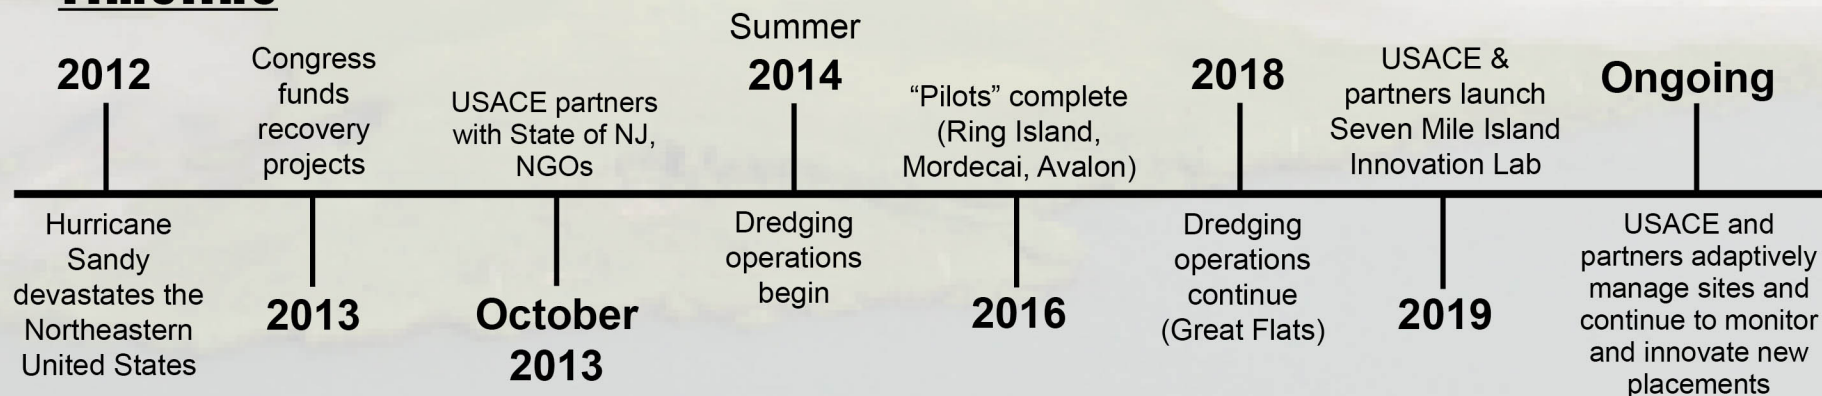 2012
Hurricane
Sandy
devastates the
Northeastern
United States
Congress
funds
recovery
projects
2013
USACE partners
with State of NJ,
NGOs
October
2013
Summer
2014
Dredging
operations
begin
“Pilots” complete
(Ring Island,
Mordecai, Avalon)
2016
2018
Dredging
operations
continue
(Great Flats)
USACE &
partners launch
Seven Mile Island
Innovation Lab
2019
Ongoing
USACE and
partners adaptively
manage sites and
continue to monitor
and innovate new
placements